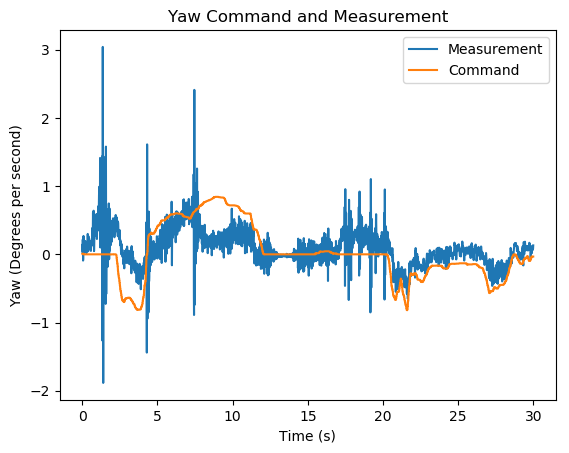 Yaw Command and Measurement
Measurement
Command
Yaw (Degrees per second)
3
2
1
0
−1
−2
0 5 10 15 20 25 30
Time (s)